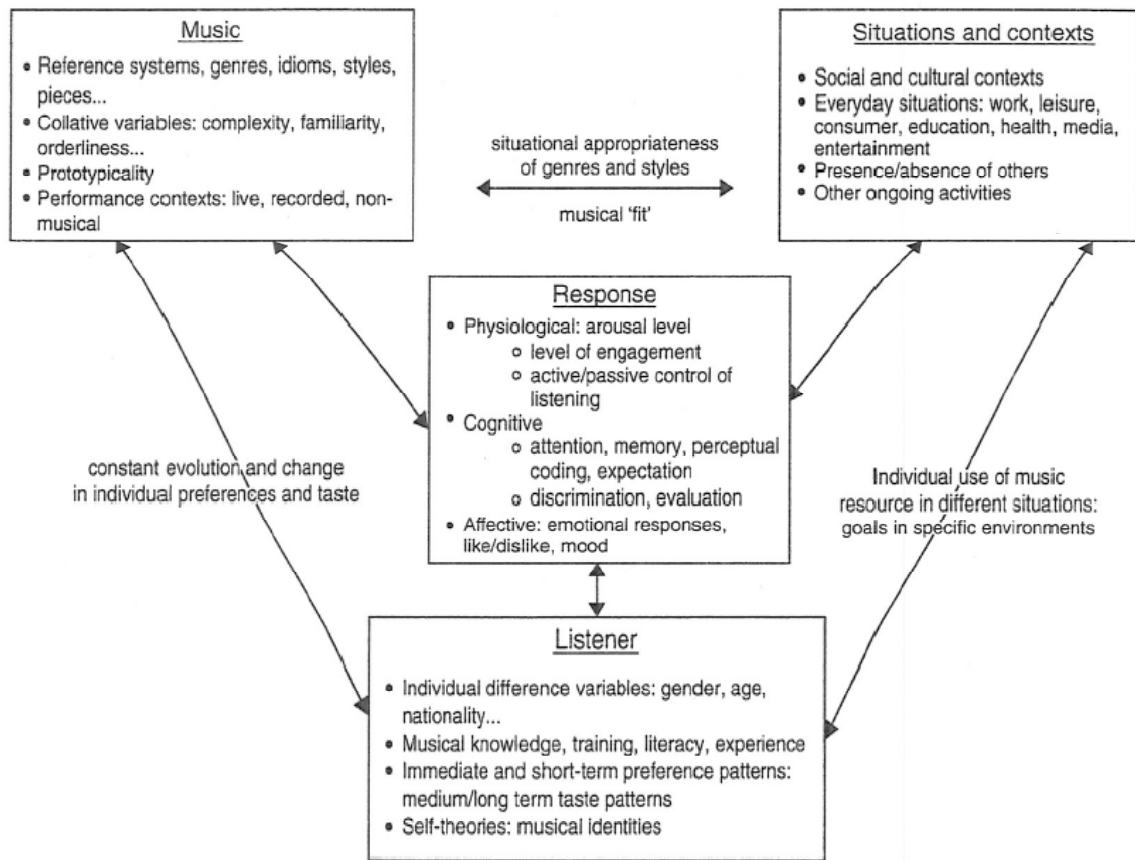 Music
• Reference systems, genres, idioms, styles,
pieces...
• Collative variables: complexity, familiarity,
orderliness...
• Prototypicality
• Performance contexts: live, recorded, non-
musical
situational appropriateness
of genres and styles
musical 'fit'
Situations and contexts
• Social and cultural contexts
• Everyday situations: work, leisure,
consumer, education, health, media,
entertainment
• Presence/absence of others
• Other ongoing activities
Response
• Physiological: arousal level
o level of engagement
o active/passive control of
listening
• Cognitive
o attention, memory, perceptual
coding, expectation
o discrimination, evaluation
• Affective: emotional responses,
like/dislike, mood
constant evolution and change
in individual preferences and taste
Individual use of music
resource in different situations:
goals in specific environments
Listener
• Individual difference variables: gender, age,
nationality...
• Musical knowledge, training, literacy, experience
• Immediate and short-term preference patterns:
medium/long term taste patterns
• Self-theories: musical identities